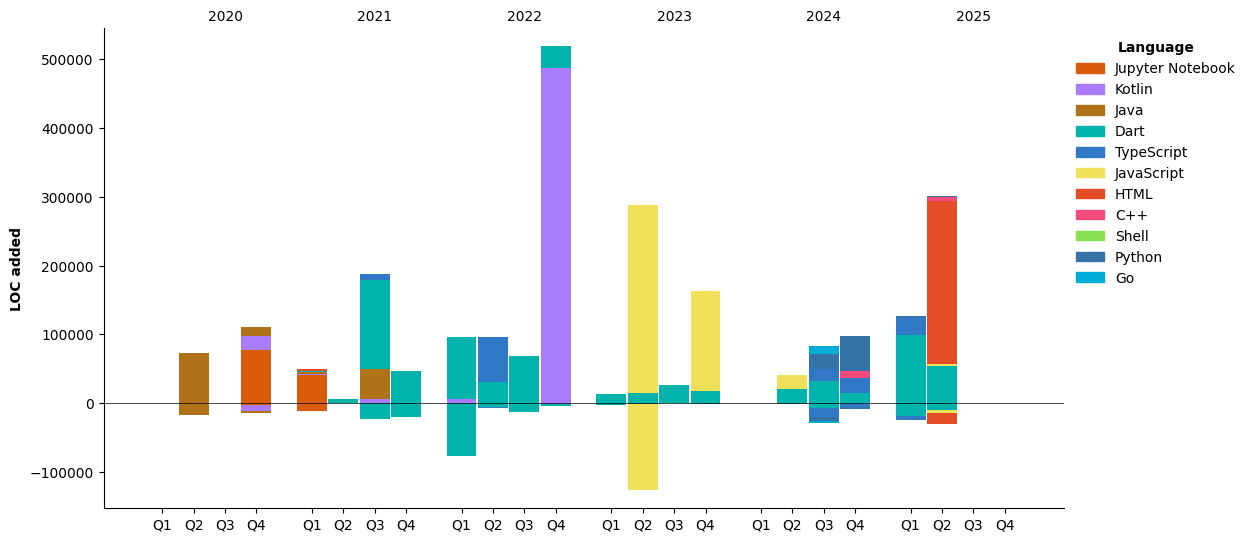 2020 2021 2022 2023 2024 2025
LOC added
500000
400000
300000
200000
100000
0
−100000
Q1 Q2 Q3 Q4 Q1 Q2 Q3 Q4 Q1 Q2 Q3 Q4 Q1 Q2 Q3 Q4 Q1 Q2 Q3 Q4 Q1 Q2 Q3 Q4
Language
Jupyter Notebook
Kotlin
Java
Dart
TypeScript
JavaScript
HTML
C++
Shell
Python
Go